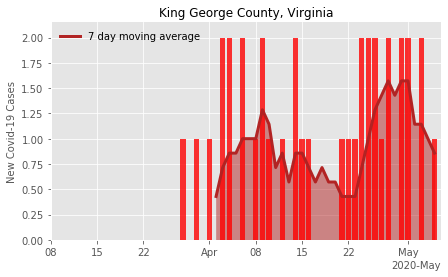 King George County, Virginia
7 day moving average
New Covid-19 Cases
2.00
1.75
1.50
1.25
1.00
0.75
0.50
0.25
0.00
08 15 22 Apr 08 15 22 May
2020-May